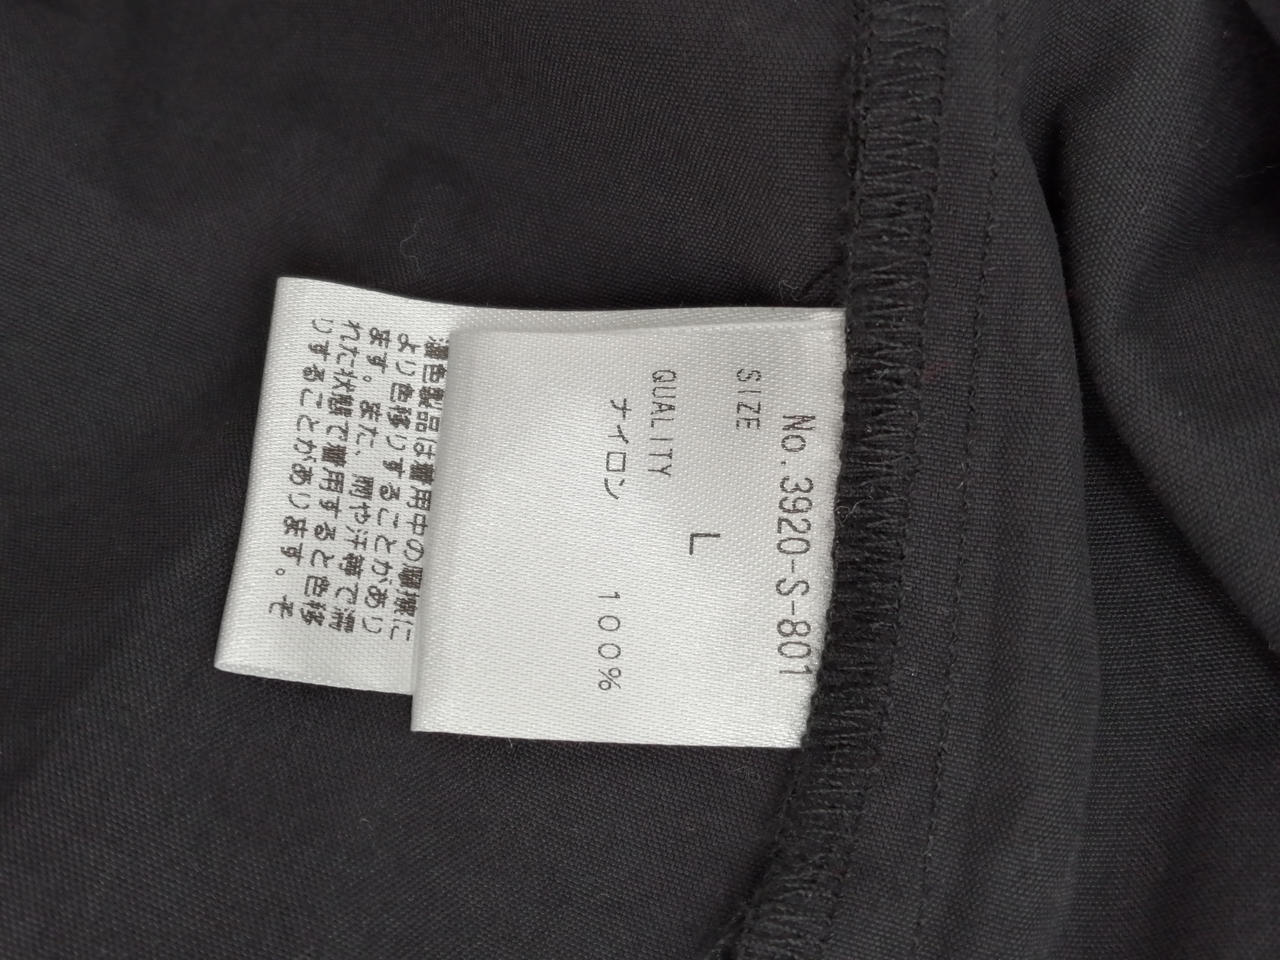 No.3920-S-801
SIZE
L
QUALITY
ナイロン 100%
濃色製品は着用中の摩擦に
より色移りすることがあり
ます。また、雨や汗等で濡
れた状態で着用すると色移
りすることがあります。そ